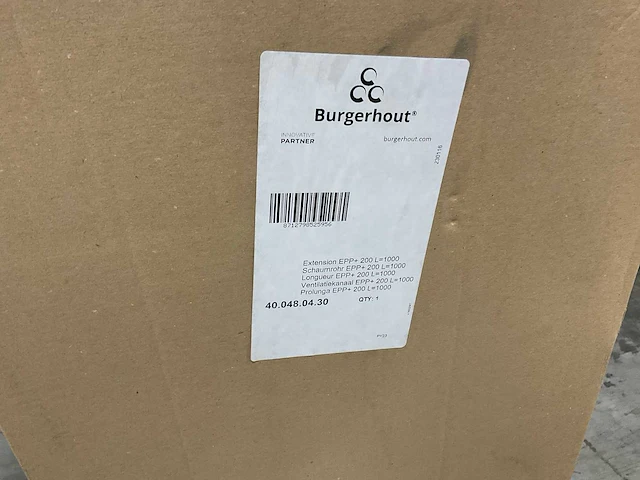 Burgerhout®
INNOVATIVE
PARTNER
burgerhout.com
230116
8712798525956
Extension EPP+ 200 L=1000
Schaumrohr EPP+ 200 L=1000
Longueur EPP+ 200 L=1000
Ventilatiekanaal EPP+ 200 L=1000
Prolunga EPP+ 200 L=1000
40.048.04.30 QTY: 1